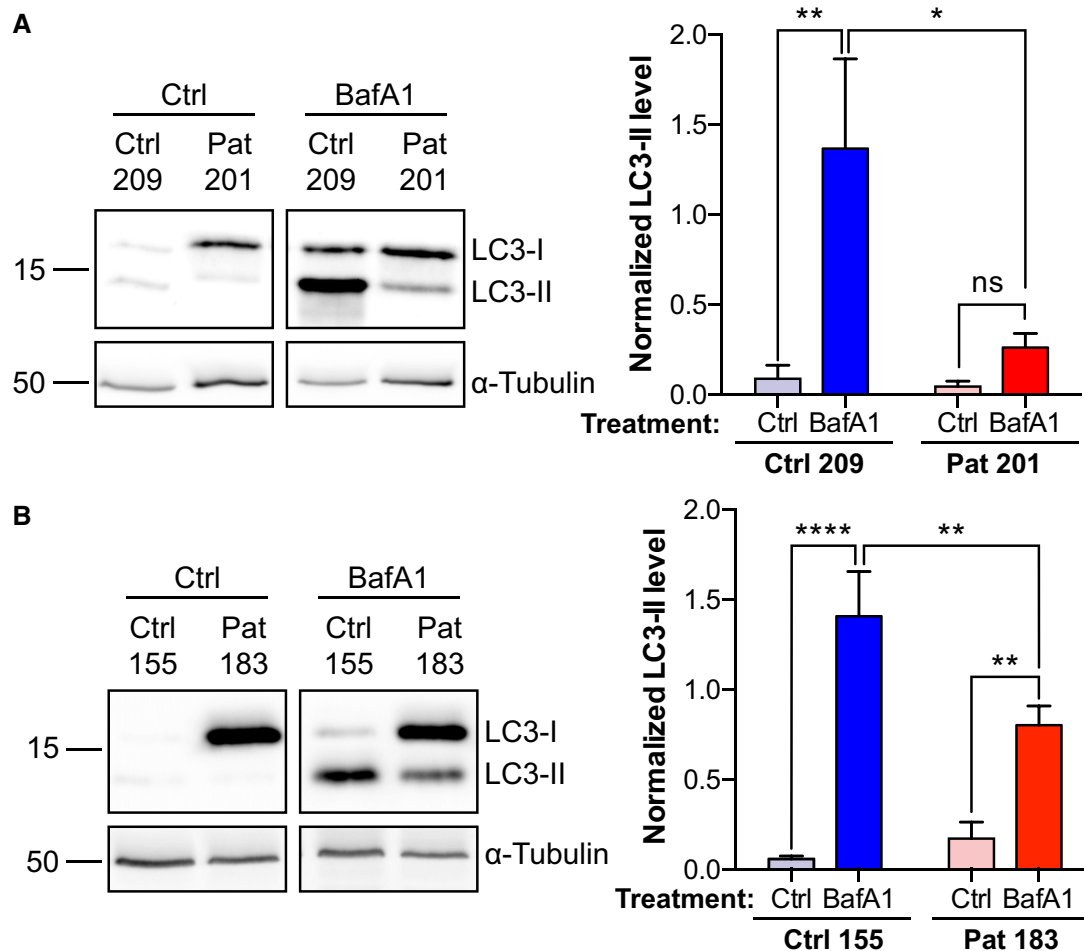 A
Ctrl BafA1
Ctrl Pat Ctrl Pat
209 201 209 201
15
LC3-I
LC3-II
50
α-Tubulin
** *
2.0
1.5
1.0
0.5
0.0
Normalized LC3-II level
ns
Treatment: Ctrl BafA1 Ctrl BafA1
Ctrl 209 Pat 201
B
Ctrl BafA1
Ctrl Pat Ctrl Pat
155 183 155 183
15
LC3-I
LC3-II
50
α-Tubulin
**** **
2.0
1.5
1.0
0.5
0.0
Normalized LC3-II level
**
Treatment: Ctrl BafA1 Ctrl BafA1
Ctrl 155 Pat 183